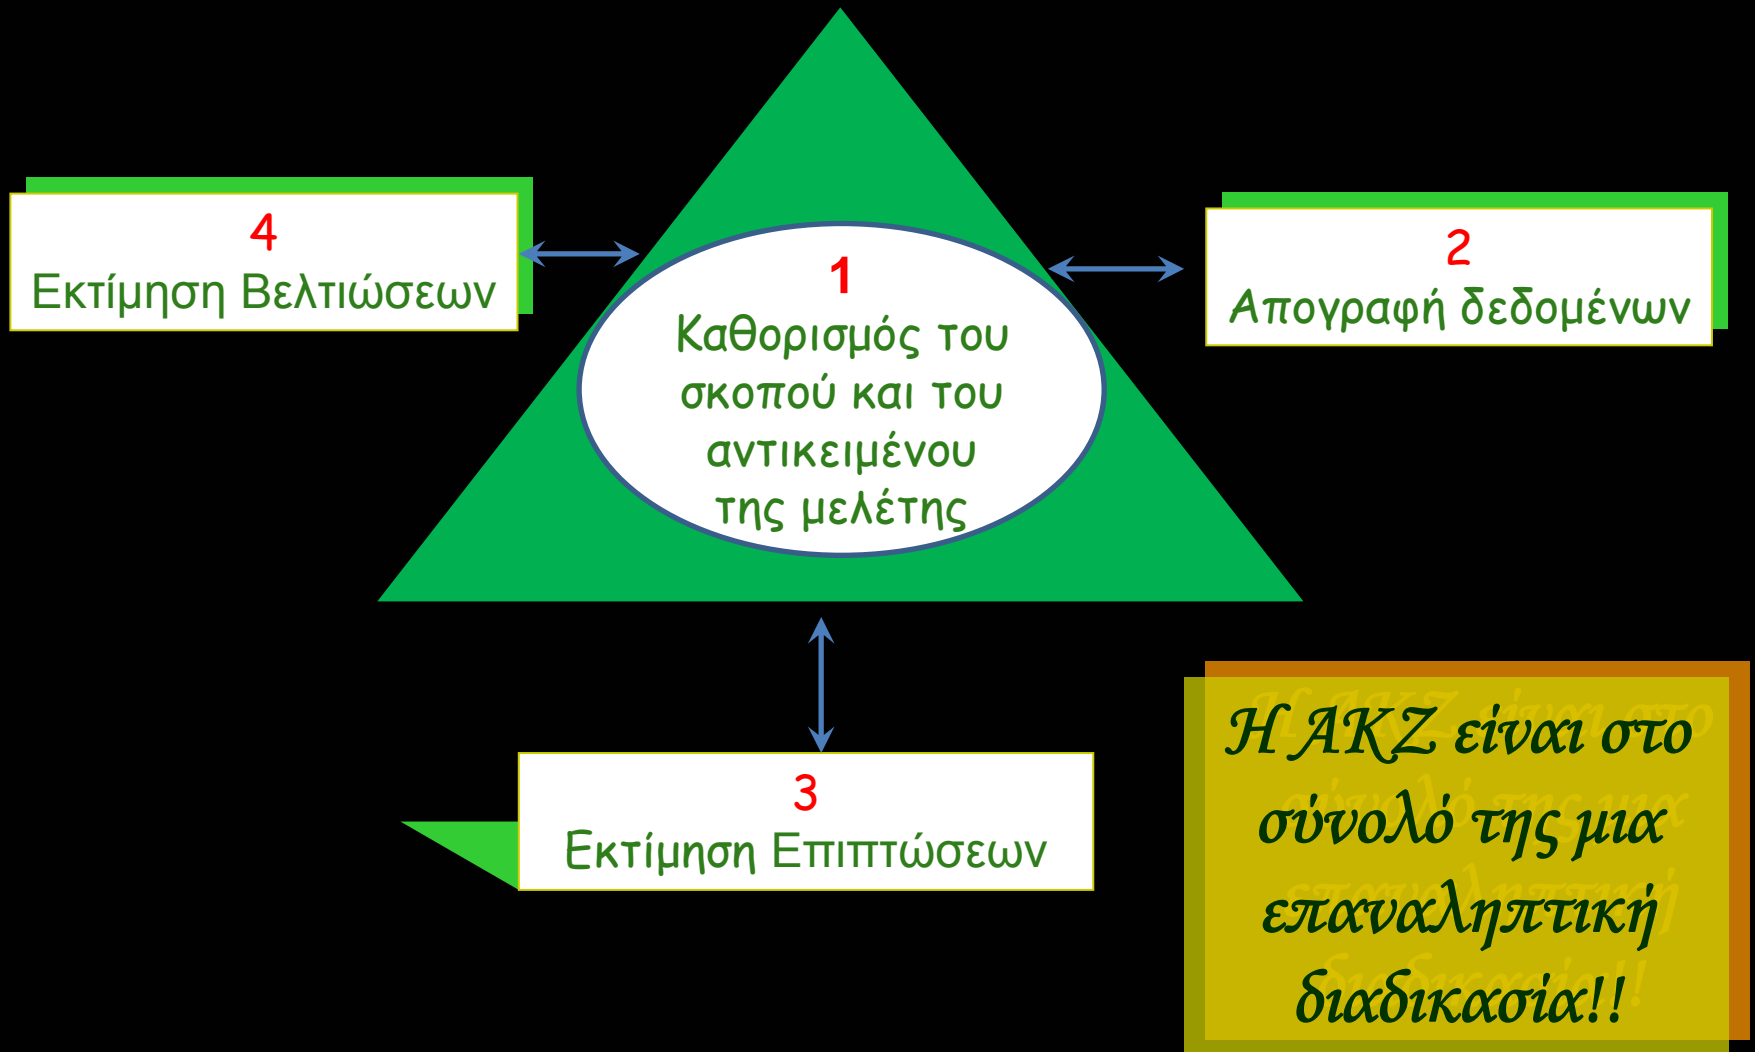 4
Εκτίμηση Βελτιώσεων
1
Καθορισμός του
σκοπού και του
αντικειμένου
της μελέτης
2
Απογραφή δεδομένων
3
Εκτίμηση Επιπτώσεων
Η ΑΚΖ είναι στο
σύνολό της μια
επαναληπτική
διαδικασία!!